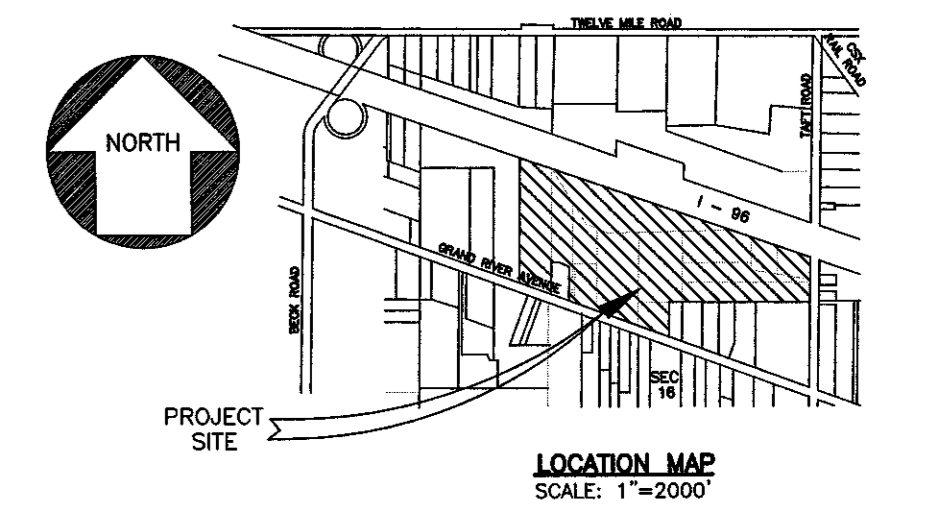 TWELVE MILE ROAD
CSX
RAIL ROAD
TAFT ROAD
NORTH
I - 96
GRAND RIVER AVENUE
BECK ROAD
SEC
16
PROJECT
SITE
LOCATION MAP
SCALE: 1"=2000'